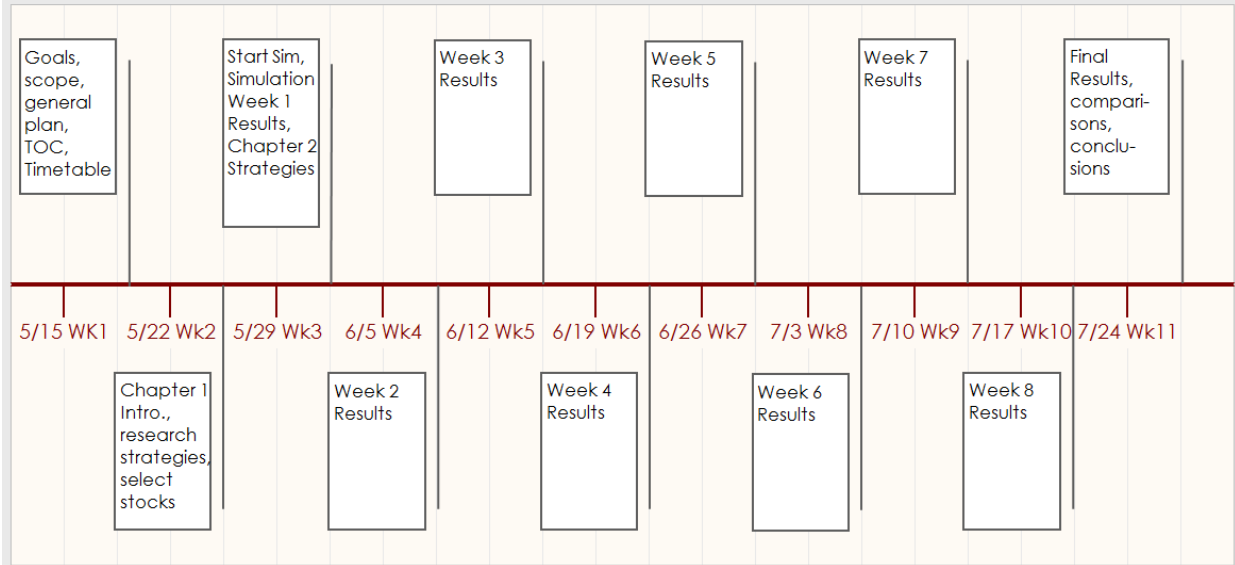 Goals,
scope,
general
plan,
TOC,
Timetable
Start Sim,
Simulation
Week 1
Results,
Chapter 2
Strategies
Week 3
Results
Week 5
Results
Week 7
Results
Final
Results,
compari-
sons,
conclu-
sions
5/15 WK1
5/22 Wk2
5/29 Wk3
6/5 Wk4
6/12 Wk5
6/19 Wk6
6/26 Wk7
7/3 Wk8
7/10 Wk9
7/17 Wk10
7/24 Wk11
Chapter 1
Intro.,
research
strategies,
select
stocks
Week 2
Results
Week 4
Results
Week 6
Results
Week 8
Results